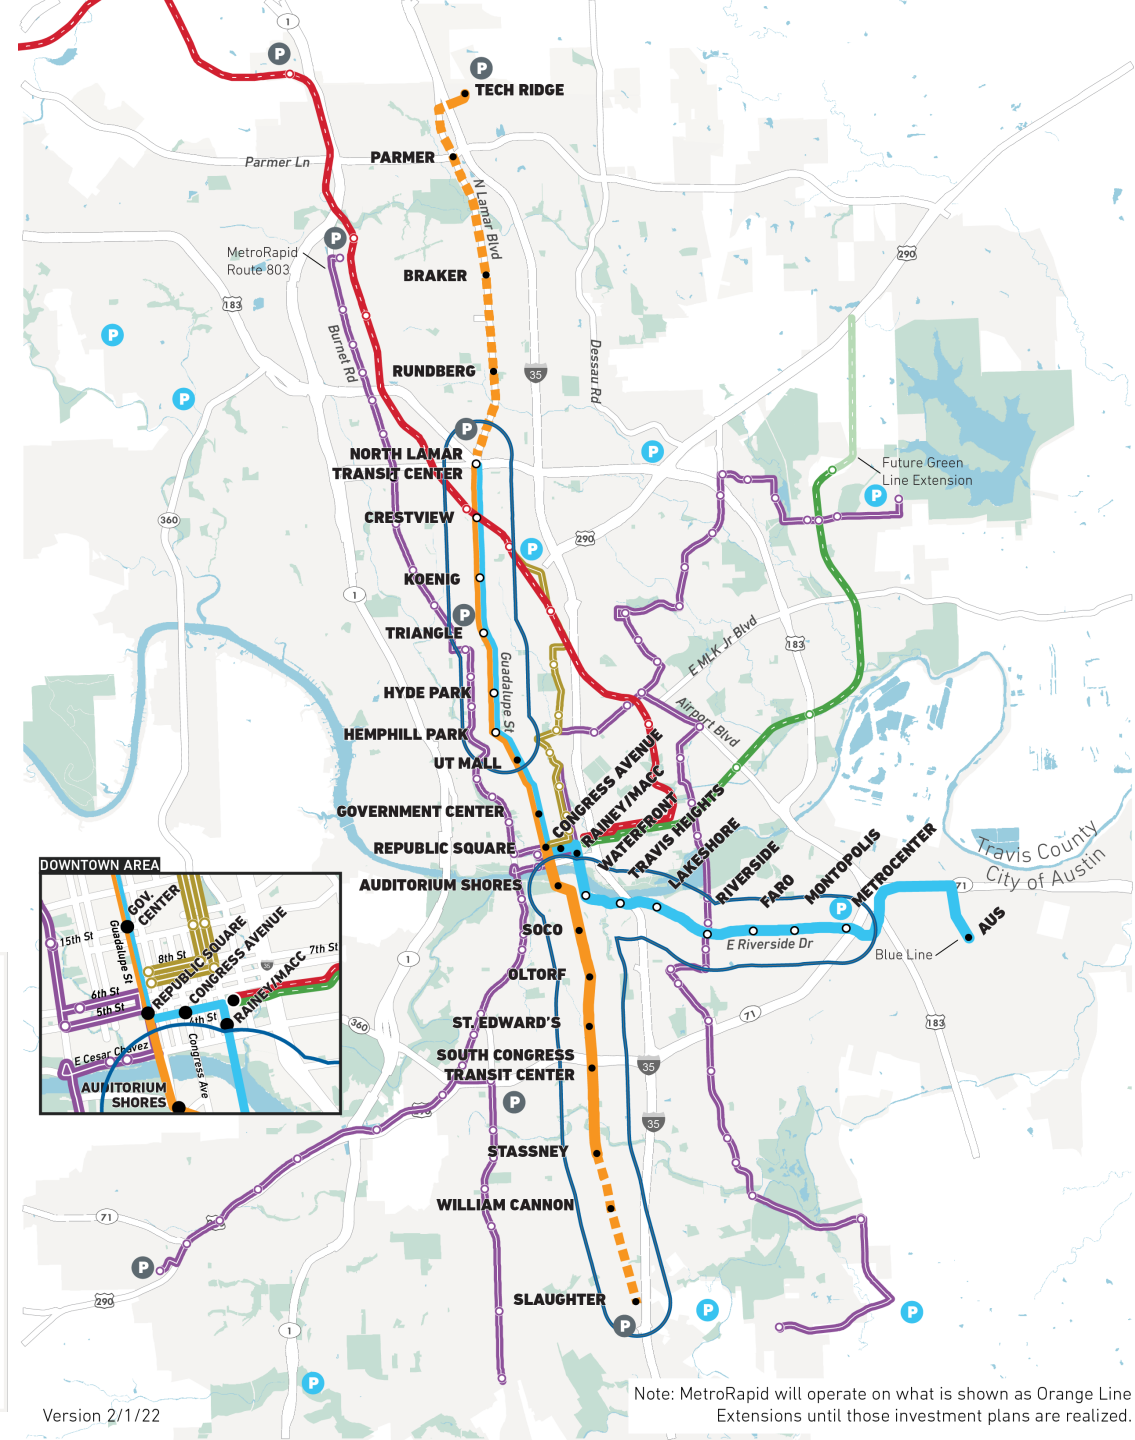 1
P
P
TECH RIDGE
PARMER
Parmer Ln
N Lamar Blvd
P
MetroRapid
Route 803
290
BRAKER
183
P
Burnet Rd
Dessau Rd
RUNDBERG
35
P
P
P
NORTH LAMAR
TRANSIT CENTER
Future Green
Line Extension
P
CRESTVIEW
360
290
P
KOENIG
1
P
TRIANGLE
E MLK Jr Blvd
183
Guadalupe St
HYDE PARK
Airport Blvd
HEMPHILL PARK
UT MALL
GOVERNMENT CENTER
CONGRESS AVENUE
RAINEY/MACC
WATERFRONT
TRAVIS HEIGHTS
LAKESHORE
RIVERSIDE
FARO
MONTOPOLIS
METROCENTER
REPUBLIC SQUARE
Travis County
City of Austin
AUDITORIUM SHORES
71
P
AUS
SOCO
E Riverside Dr
Blue Line
1
OLTORF
71
360
183
ST. EDWARD'S
SOUTH CONGRESS
TRANSIT CENTER
35
P
35
STASSNEY
WILLIAM CANNON
71
P
290
SLAUGHTER
P
P
P
1
P
DOWNTOWN AREA
GOV.
CENTER
Guadalupe St
15th St
8th St
REPUBLIC SQUARE
CONGRESS AVENUE
RAINEY/MACC
7th St
6th St
5th St
4th St
E Cesar Chavez
Congress Ave
AUDITORIUM
SHORES
Version 2/1/22
Note: MetroRapid will operate on what is shown as Orange Line
Extensions until those investment plans are realized.